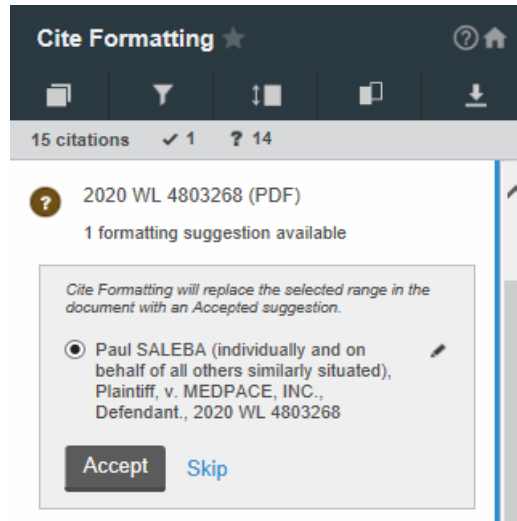 Cite Formatting
15 citations ✓ 1 ? 14
? 2020 WL 4803268 (PDF)
1 formatting suggestion available
Cite Formatting will replace the selected range in the
document with an Accepted suggestion.
Paul SALEBA (individually and on
behalf of all others similarly situated),
Plaintiff, v. MEDPACE, INC.,
Defendant., 2020 WL 4803268
Accept Skip